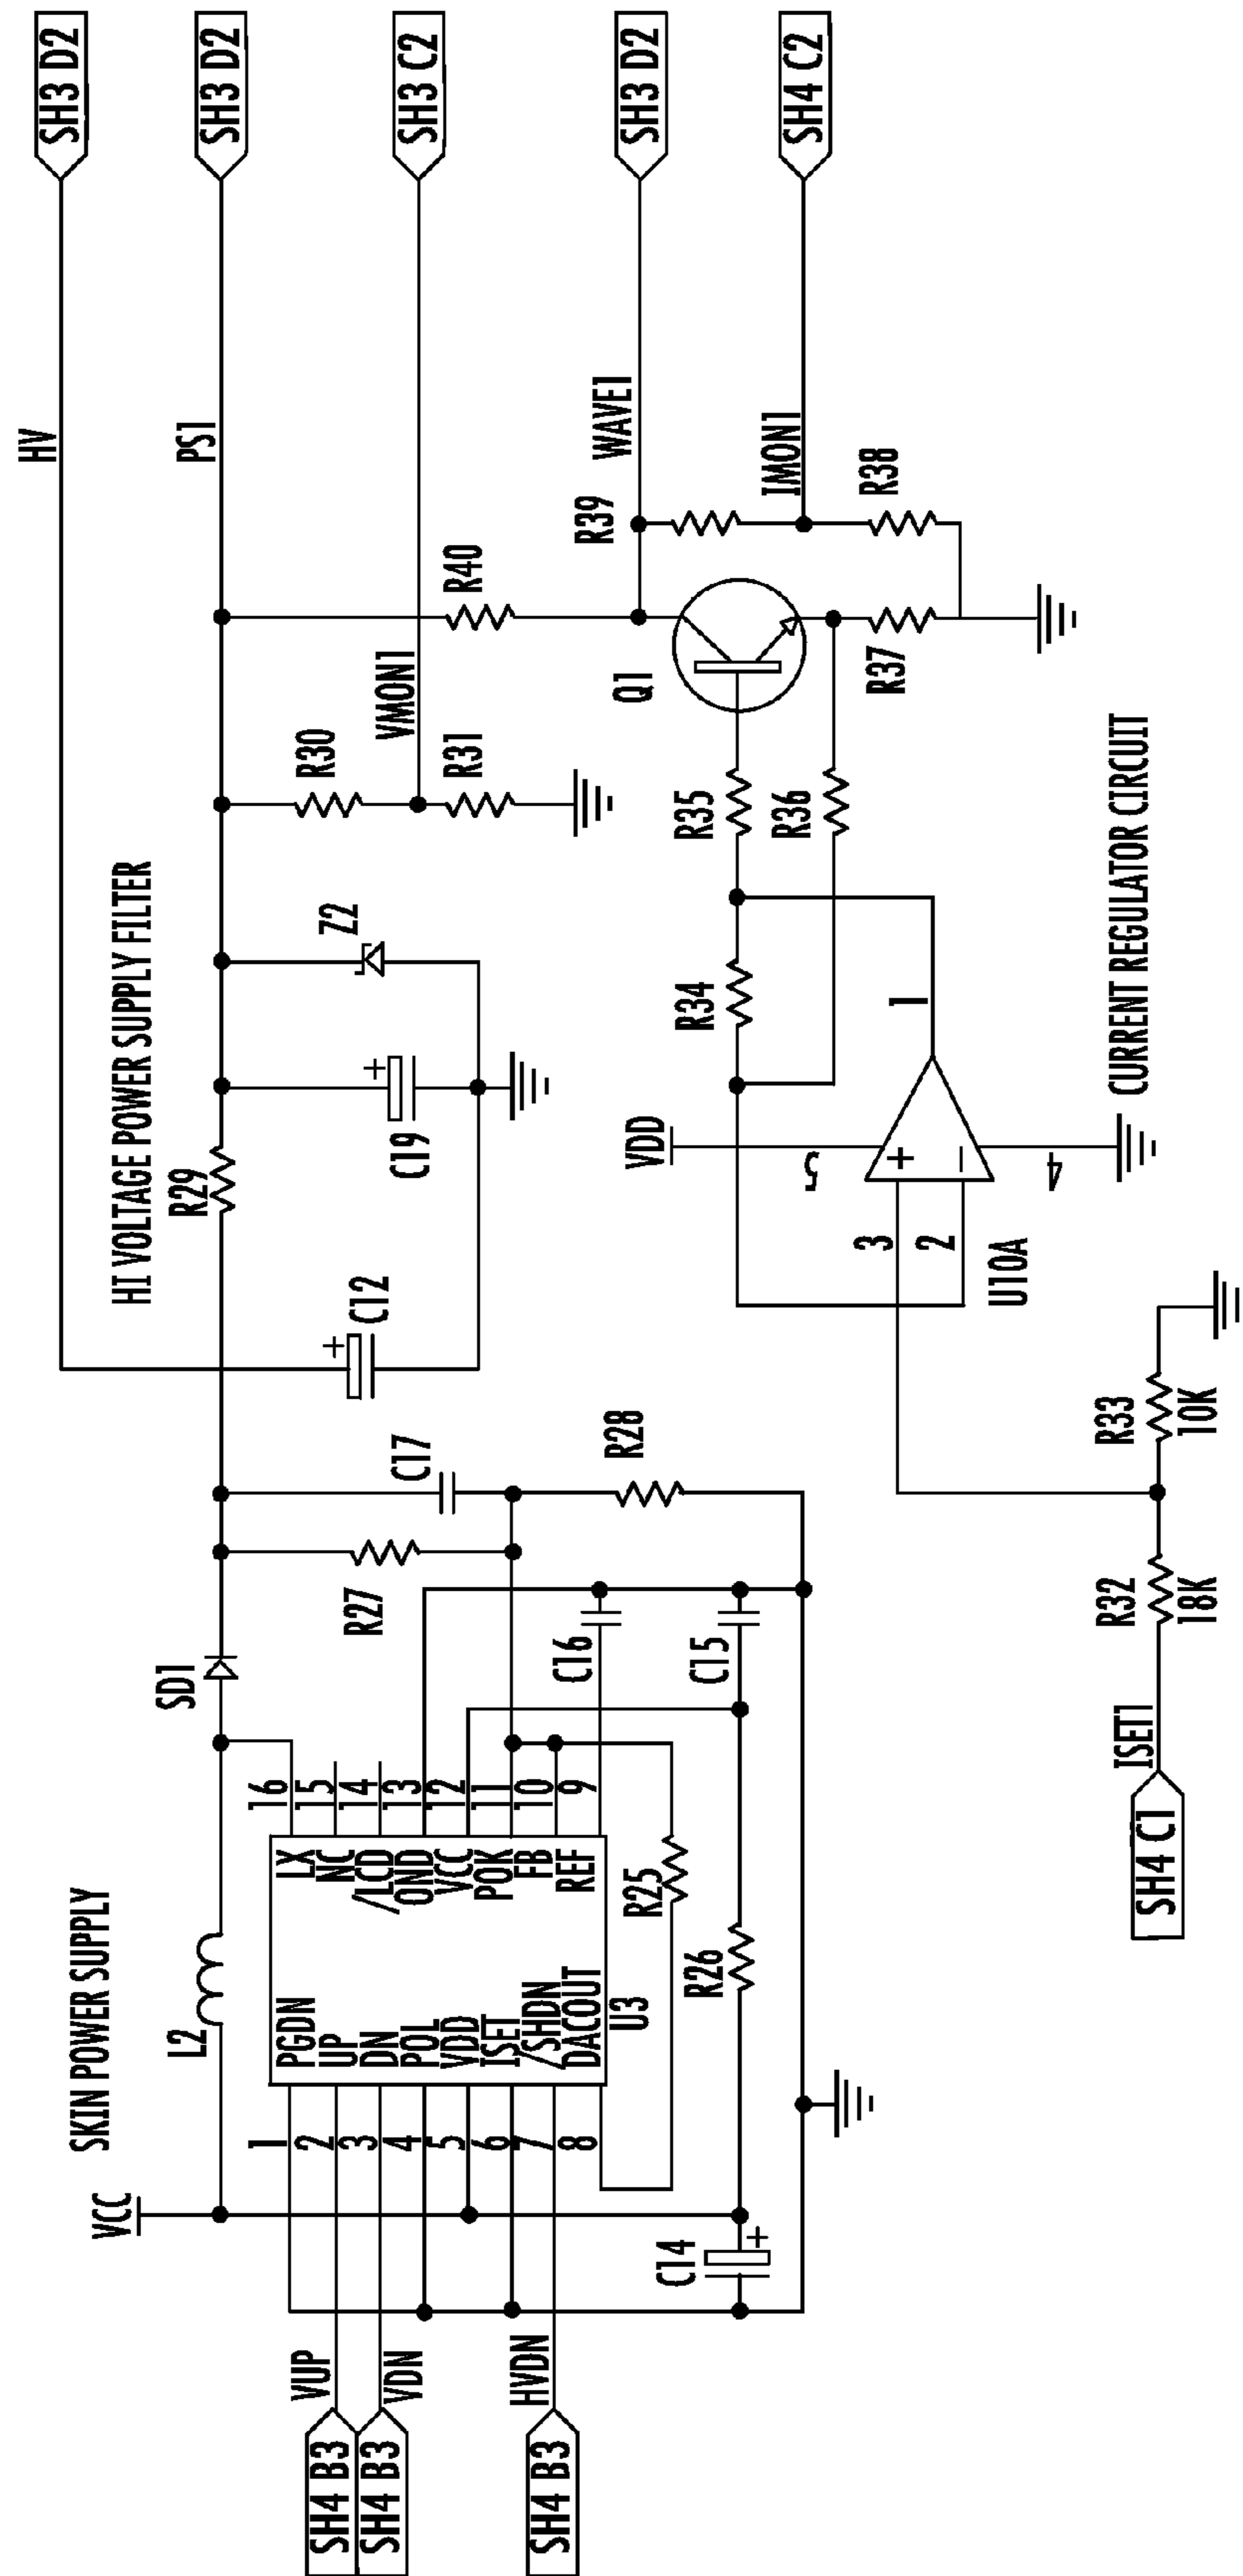 SKIN POWER SUPPLY
HI VOLTAGE POWER SUPPLY FILTER
HV
SH3 D2
VCC
L2
SD1
R29
PS1
SH3 D2
SH4 B3
VUP
SH4 B3
VDN
SH4 B3
HVDN
1
2
3
4
5
6
7
8
PGDN
UP
DN
POL
VDD
ISET
/SHDN
DACOUT
U3
LX
NC
/LCD
OND
VCC
POK
FB
REF
16
15
14
13
12
11
10
9
R27
C17
C12
+
C19
+
Z2
R30
VMON1
R31
R40
SH3 C2
C16
C15
R28
R25
R26
C14
+
Q1
R39
WAVE1
SH3 D2
R34
R35
R36
R37
R38
IMON1
SH4 C2
VDD
5
3
2
+
–
1
4
U10A
SH4 C1
ISET1
R32
18K
R33
10K
CURRENT REGULATOR CIRCUIT